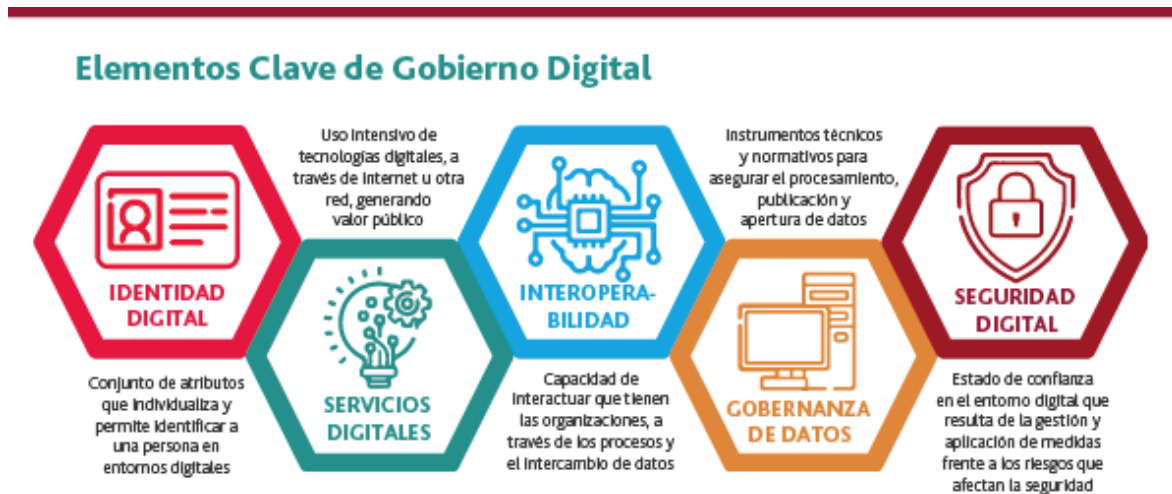 Elementos Clave de Gobierno Digital
IDENTIDAD
DIGITAL
Conjunto de atributos
que individualiza y
permite identificar a
una persona en
entornos digitales
Uso intensivo de
tecnologías digitales, a
través de Internet u otra
red, generando
valor público
SERVICIOS
DIGITALES
INTEROPERA-
BILIDAD
Capacidad de
interactuar que tienen
las organizaciones, a
través de los procesos y
el intercambio de datos
Instrumentos técnicos
y normativos para
asegurar el procesamiento,
publicación y
apertura de datos
GOBERNANZA
DE DATOS
SEGURIDAD
DIGITAL
Estado de confianza
en el entorno digital que
resulta de la gestión y
aplicación de medidas
frente a los riesgos que
afectan la seguridad